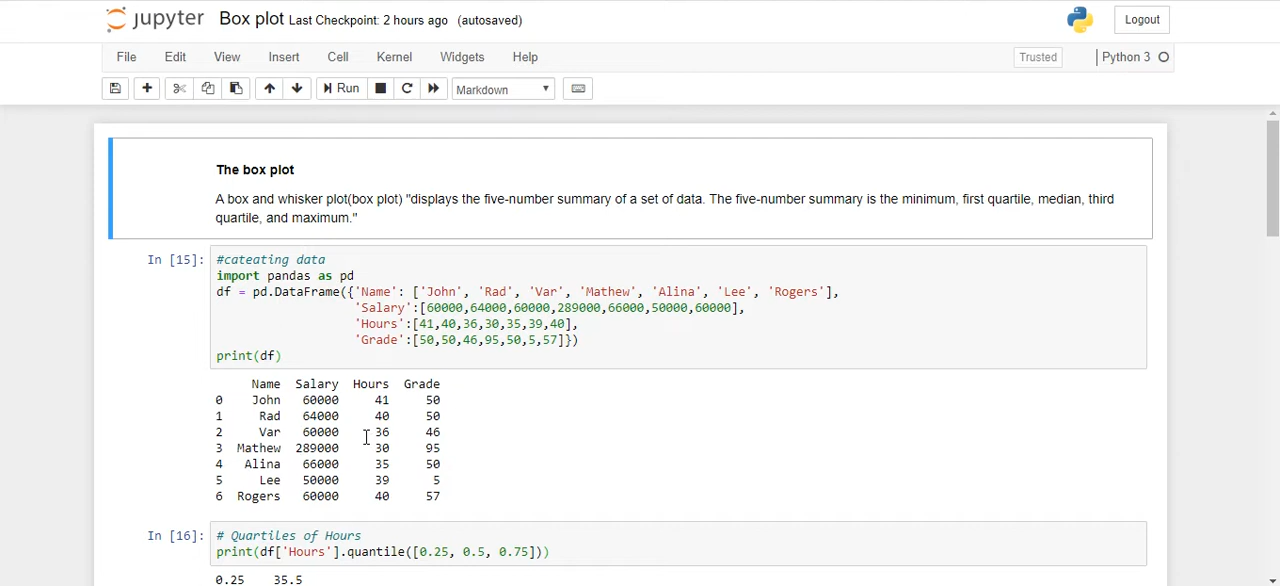 jupyter Box plot Last Checkpoint: 2 hours ago (autosaved) Logout
File Edit View Insert Cell Kernel Widgets Help Trusted Python 3
Run Markdown
The box plot
A box and whisker plot(box plot) "displays the five-number summary of a set of data. The five-number summary is the minimum, first quartile, median, third
quartile, and maximum."
In [15]: #cateating data
import pandas as pd
df = pd.DataFrame({'Name': ['John', 'Rad', 'Var', 'Mathew', 'Alina', 'Lee', 'Rogers'],
'Salary':[60000,64000,60000,289000,66000,50000,60000],
'Hours':[41,40,36,30,35,39,40],
'Grade':[50,50,46,95,50,5,57]})
print(df)
Name Salary Hours Grade
0 John 60000 41 50
1 Rad 64000 40 50
2 Var 60000 36 46
3 Mathew 289000 30 95
4 Alina 66000 35 50
5 Lee 50000 39 5
6 Rogers 60000 40 57
In [16]: # Quartiles of Hours
print(df['Hours'].quantile([0.25, 0.5, 0.75]))
0.25 35.5